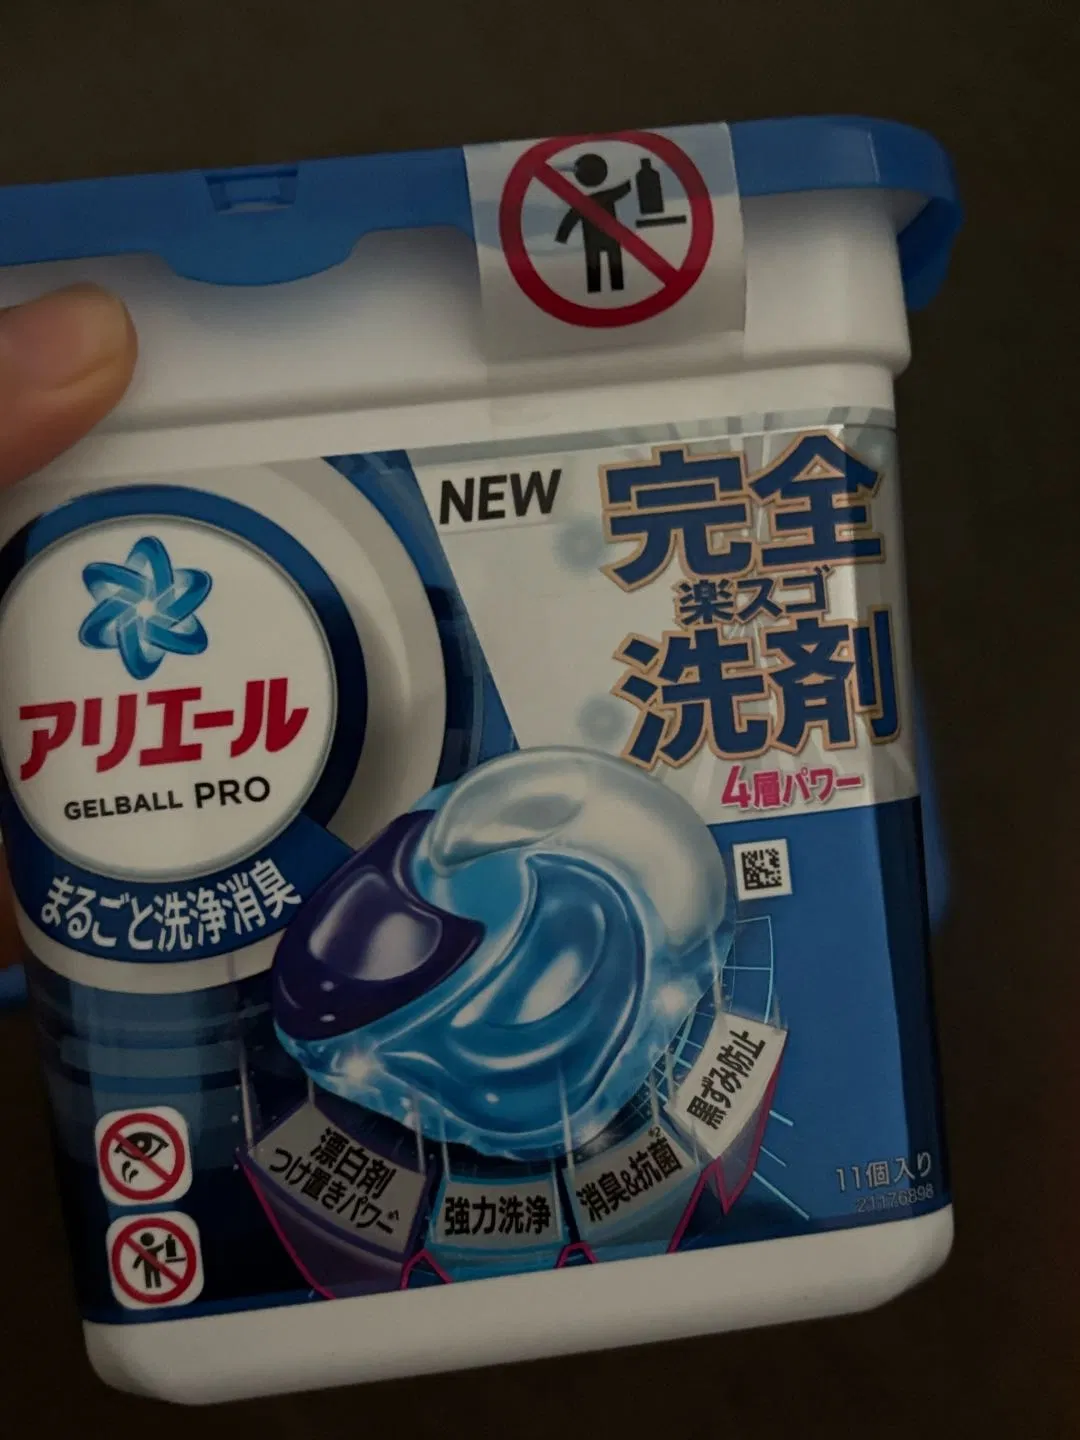 NEW
完全
楽スゴ
洗剤
4層パワー
アリエール
GELBALL PRO
まるごと洗浄消臭
漂白剤
つけ置きパワー
強力洗浄
消臭&抗菌
黒ずみ防止
11個入り
21176898